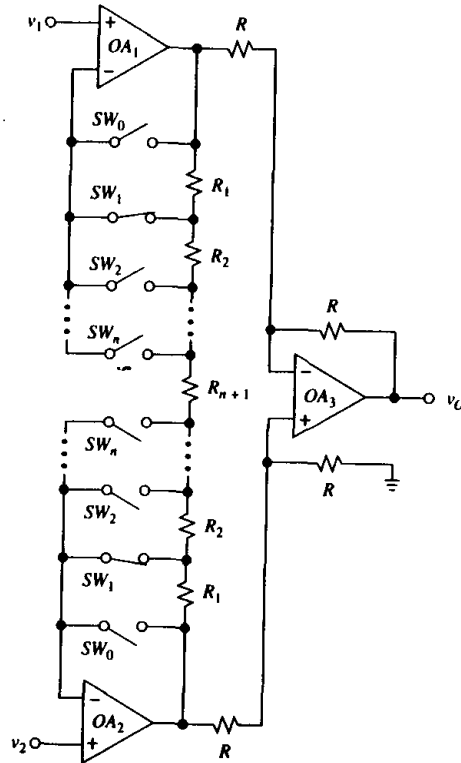 v1
+
OA1
−
R
SW0
R1
SW1
R2
SW2
SWn
Rn+1
R
−
OA3
+
vO
SWn
R
SW2
R2
SW1
R1
SW0
−
OA2
+
v2
R